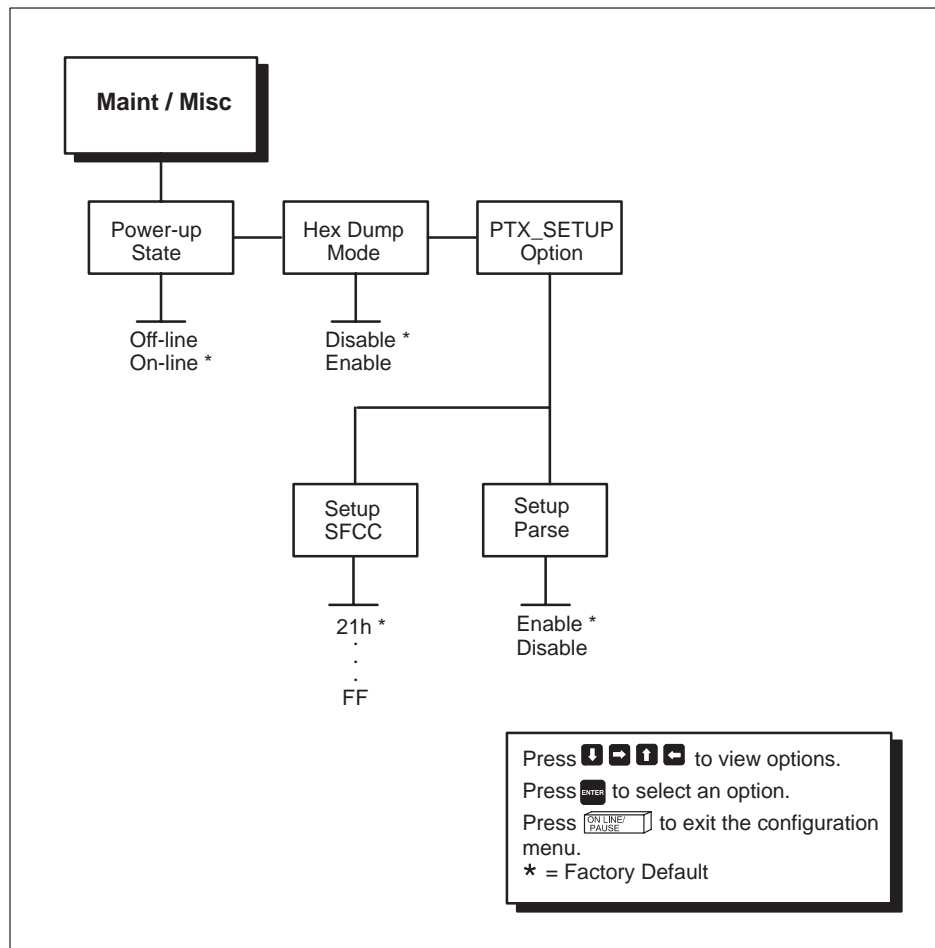 Maint / Misc
Power-up
State
Hex Dump
Mode
PTX_SETUP
Option
Off-line
On-line *
Disable *
Enable
Setup
SFCC
Setup
Parse
21h *
.
.
.
FF
Enable *
Disable
Press ⬇ ➡ ⬆ ⬅ to view options.
Press ENTER to select an option.
Press ON LINE/ PAUSE to exit the configuration
menu.
* = Factory Default